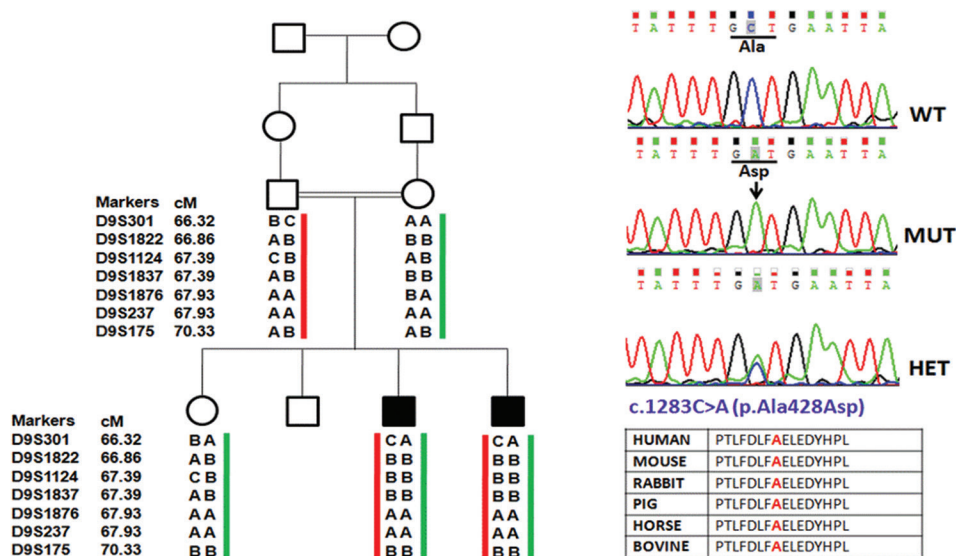 Markers cM
D9S301 66.32 B C A A
D9S1822 66.86 A B B B
D9S1124 67.39 C B A B
D9S1837 67.39 A B B B
D9S1876 67.93 A A B A
D9S237 67.93 A A A A
D9S175 70.33 A B A B
Markers cM
D9S301 66.32 B A C A C A
D9S1822 66.86 A B B B B B
D9S1124 67.39 C B B B B B
D9S1837 67.39 A B B B B B
D9S1876 67.93 A A A A A A
D9S237 67.93 A A A A A A
D9S175 70.33 B B B B B B
T A T T T G C T G A A T T A
Ala
WT
T A T T T G A T G A A T T A
Asp
MUT
T A T T T G A T G A A T T A
HET
c.1283C>A (p.Ala428Asp)
HUMAN PTLFDLFAELEDYHPL
MOUSE PTLFDLFAELEDYHPL
RABBIT PTLFDLFAELEDYHPL
PIG PTLFDLFAELEDYHPL
HORSE PTLFDLFAELEDYHPL
BOVINE PTLFDLFAELEDYHPL